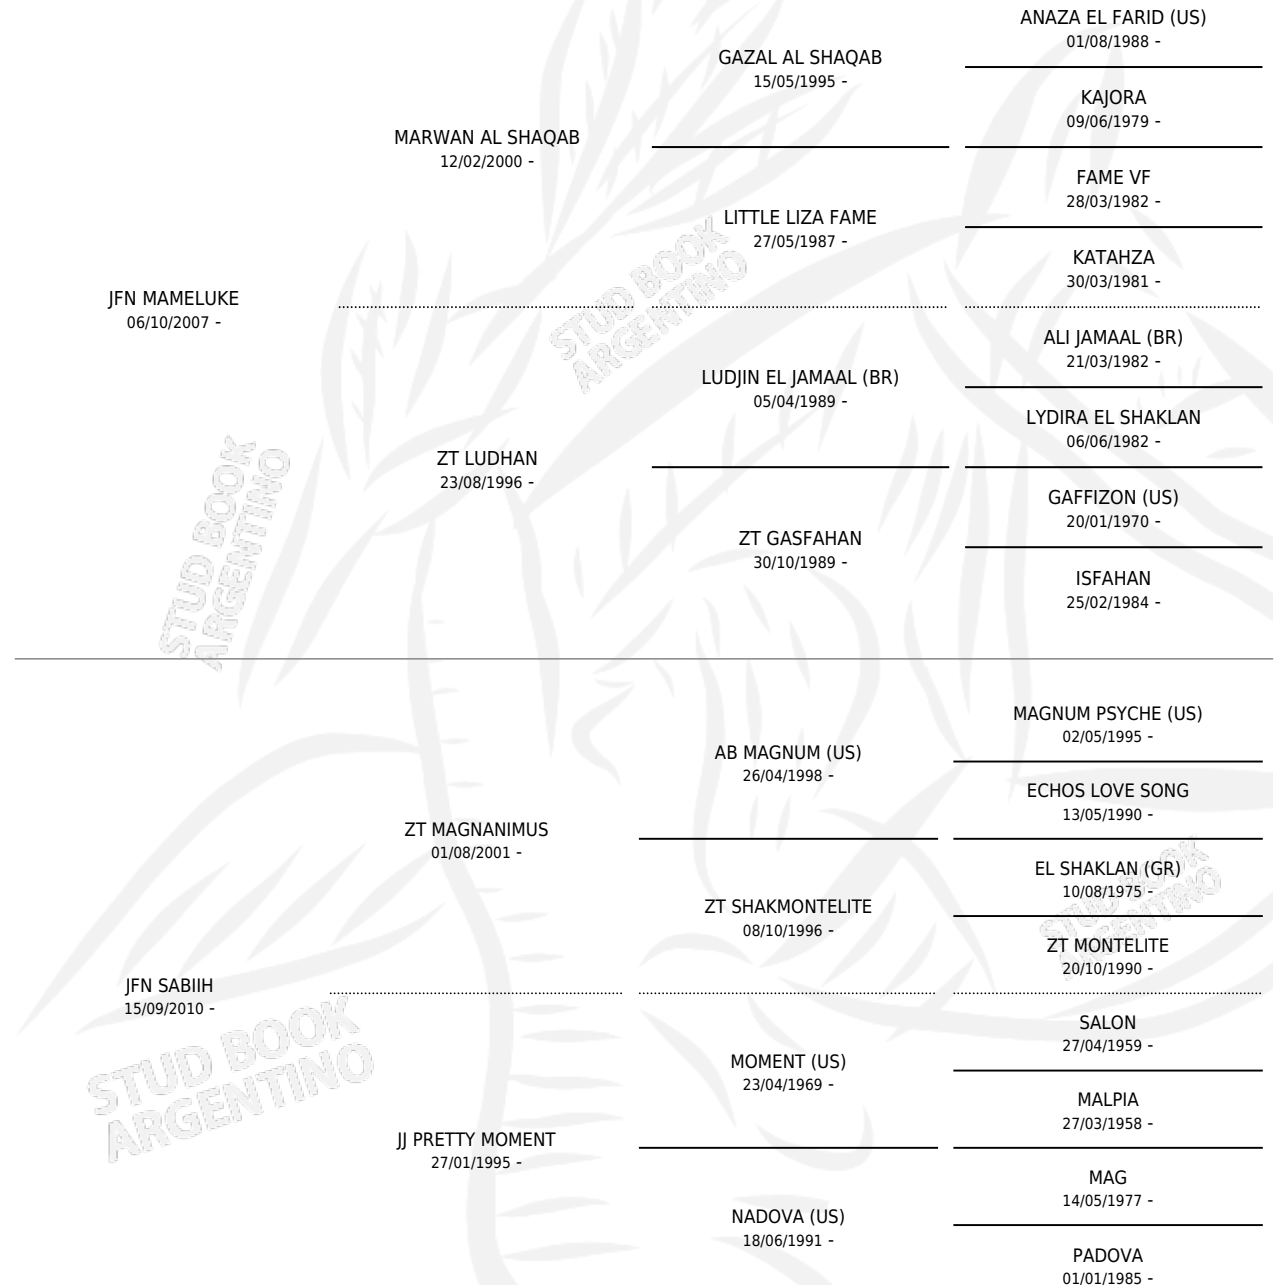 ANAZA EL FARID (US)
01/08/1988 -
GAZAL AL SHAQAB
15/05/1995 -
KAJORA
09/06/1979 -
MARWAN AL SHAQAB
12/02/2000 -
FAME VF
28/03/1982 -
LITTLE LIZA FAME
27/05/1987 -
KATAHZA
30/03/1981 -
JFN MAMELUKE
06/10/2007 -
STUD BOOK
ARGENTINO
ALI JAMAAL (BR)
21/03/1982 -
LUDJIN EL JAMAAL (BR)
05/04/1989 -
LYDIRA EL SHAKLAN
06/06/1982 -
ZT LUDHAN
23/08/1996 -
GAFFIZON (US)
20/01/1970 -
ZT GASFAHAN
30/10/1989 -
ISFAHAN
25/02/1984 -
STUD BOOK
ARGENTINO
MAGNUM PSYCHE (US)
02/05/1995 -
AB MAGNUM (US)
26/04/1998 -
ECHOS LOVE SONG
13/05/1990 -
ZT MAGNANIMUS
01/08/2001 -
EL SHAKLAN (GR)
10/08/1975 -
ZT SHAKMONTELITE
08/10/1996 -
STUD BOOK
ARGENTINO
ZT MONTELITE
20/10/1990 -
JFN SABIIH
15/09/2010 -
SALON
27/04/1959 -
MOMENT (US)
23/04/1969 -
STUD BOOK
ARGENTINO
MALPIA
27/03/1958 -
JJ PRETTY MOMENT
27/01/1995 -
MAG
14/05/1977 -
NADOVA (US)
18/06/1991 -
PADOVA
01/01/1985 -